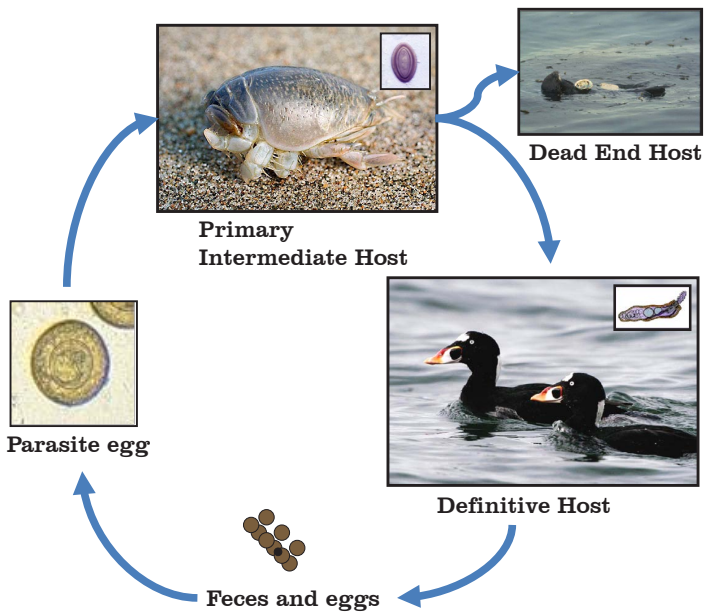 Dead End Host
Primary
Intermediate Host
Parasite egg
Definitive Host
Feces and eggs